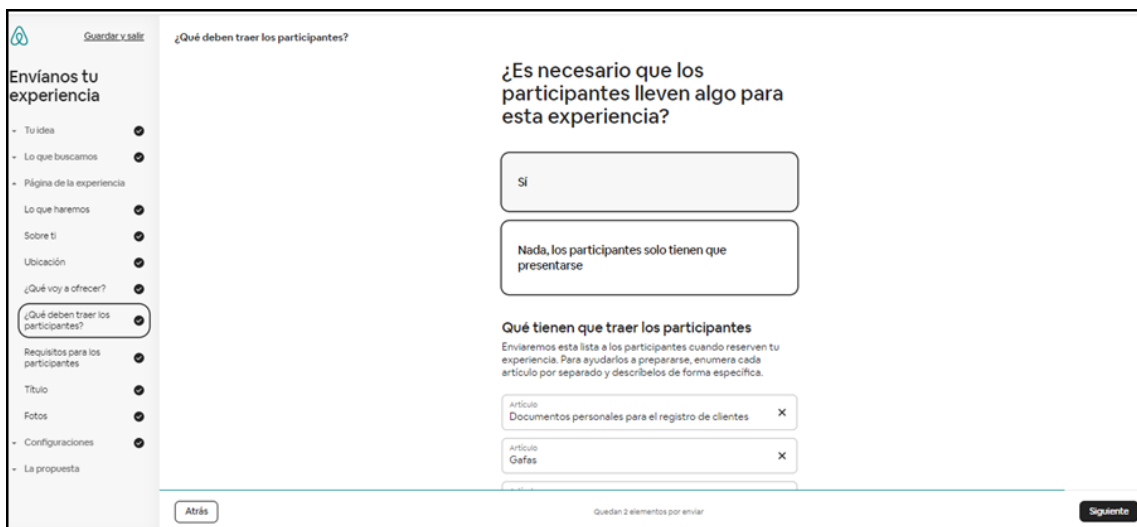 Guardar y salir
Envíanos tu
experiencia
Tu idea
Lo que buscamos
Página de la experiencia
Lo que haremos
Sobre ti
Ubicación
¿Qué voy a ofrecer?
¿Qué deben traer los
participantes?
Requisitos para los
participantes
Título
Fotos
Configuraciones
La propuesta
¿Qué deben traer los participantes?
¿Es necesario que los
participantes lleven algo para
esta experiencia?
Sí
Nada, los participantes solo tienen que
presentarse
Qué tienen que traer los participantes
Enviaremos esta lista a los participantes cuando reserven tu
experiencia. Para ayudarlos a prepararse, enumera cada
artículo por separado y descríbelos de forma específica.
Artículo
Documentos personales para el registro de clientes
Artículo
Gafas
Atrás
Quedan 2 elementos por enviar
Siguiente